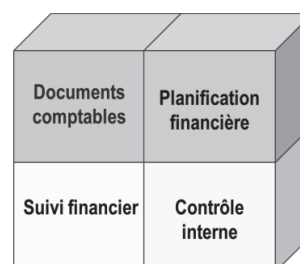 Documents
comptables
Planification
financière
Suivi financier
Contrôle
interne